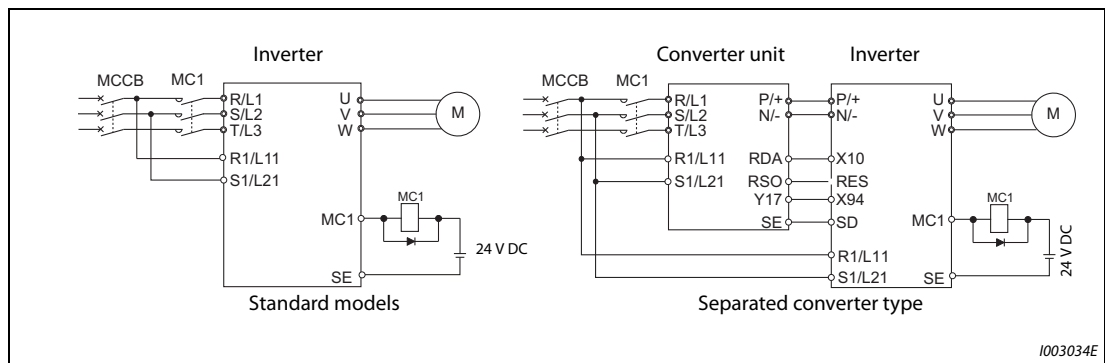 Inverter
MCCB MC1
R/L1
S/L2
T/L3
U
V
W
M
R1/L11
S1/L21
MC1
MC1
24 V DC
SE
Standard models
Converter unit
Inverter
MCCB MC1
R/L1
S/L2
T/L3
P/+
N/-
P/+
N/-
U
V
W
M
R1/L11
S1/L21
RDA
RSO
Y17
SE
X10
RES
X94
SD
MC1
MC1
24 V DC
R1/L11
S1/L21
SE
Separated converter type
I003034E